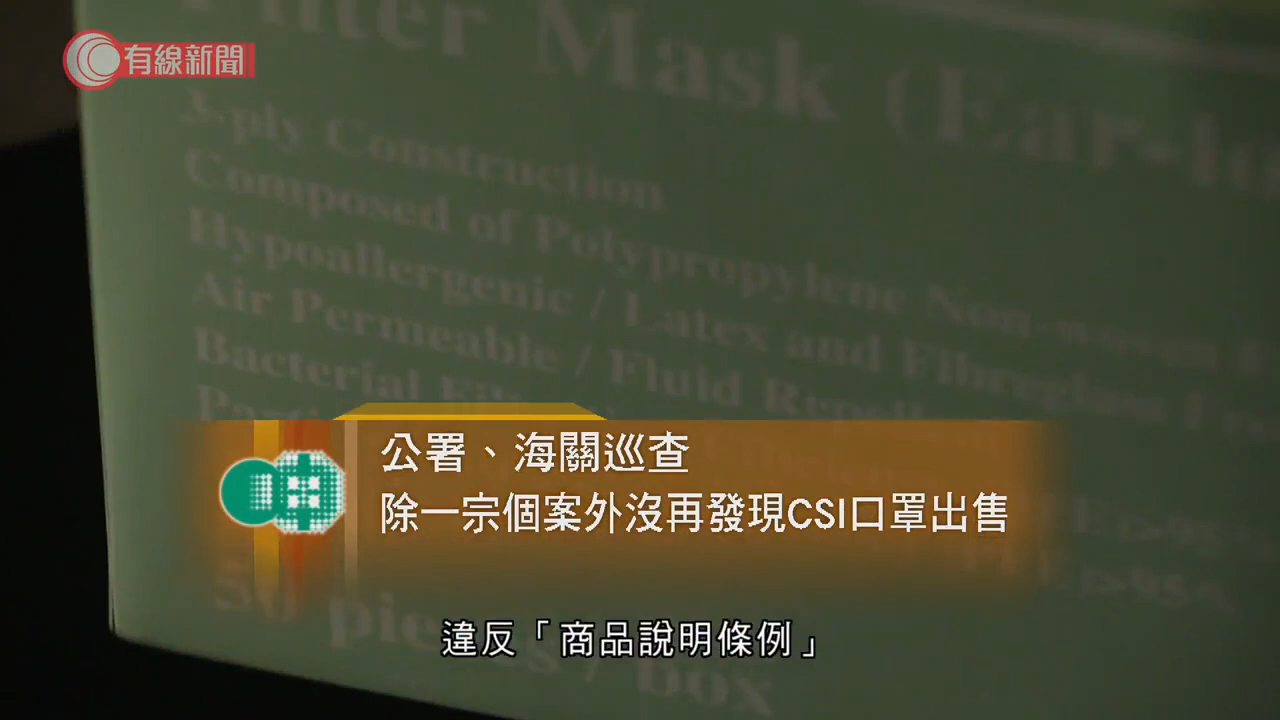 有線新聞
Filter Mask (Ear-lo
3-ply Construction
Composed of Polypropylene Non-woven
Hypoallergenic / Latex and Fibreglass
Air Permeable / Fluid
Bacterial
公署、海關巡查
除一宗個案外沒再發現CSI口罩出售
50 pieces / box
違反「商品說明條例」